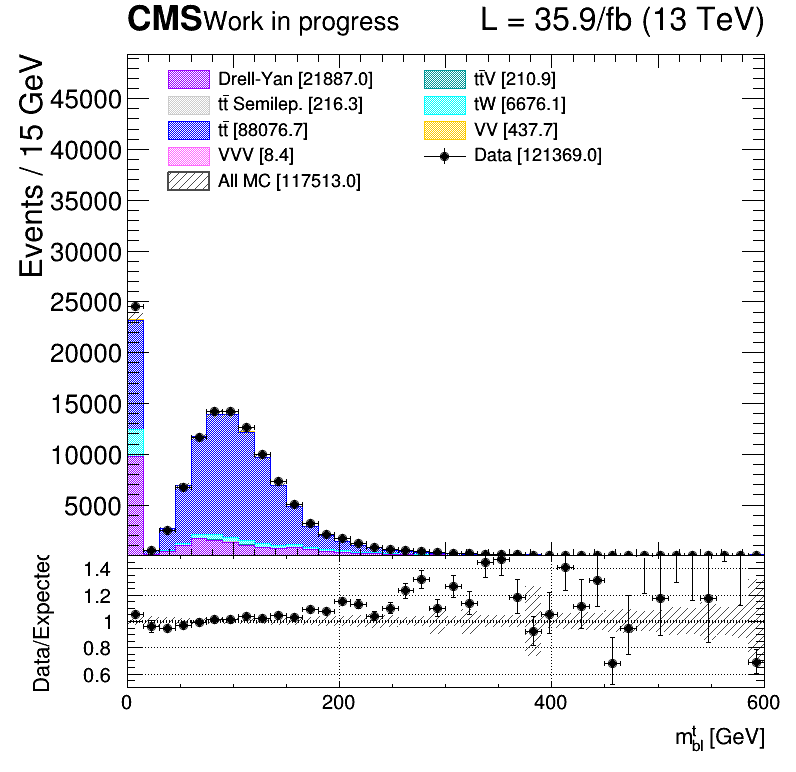 CMS Work in progress L = 35.9/fb (13 TeV)
Events / 15 GeV
45000
40000
35000
30000
25000
20000
15000
10000
5000
Drell-Yan [21887.0]
tt̄ Semilep. [216.3]
tt̄ [88076.7]
VVV [8.4]
All MC [117513.0]
tt̄V [210.9]
tW [6676.1]
VV [437.7]
Data [121369.0]
Data/Expected
1.4
1.2
1
0.8
0.6
0 200 400 600
m^t_bl [GeV]